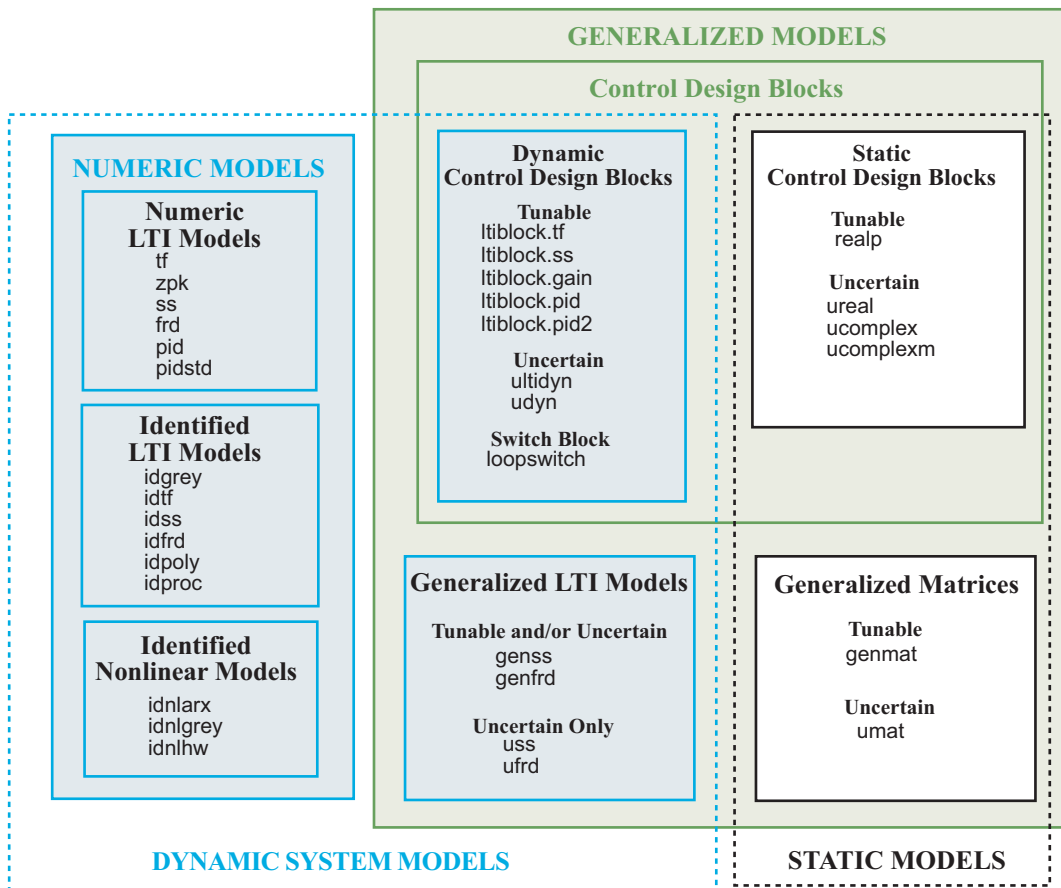 GENERALIZED MODELS
Control Design Blocks
NUMERIC MODELS
Numeric
LTI Models
tf
zpk
ss
frd
pid
pidstd
Identified
LTI Models
idgrey
idtf
idss
idfrd
idpoly
idproc
Identified
Nonlinear Models
idnlarx
idnlgrey
idnlhw
Dynamic
Control Design Blocks
Tunable
ltiblock.tf
ltiblock.ss
ltiblock.gain
ltiblock.pid
ltiblock.pid2
Uncertain
ultidyn
udyn
Switch Block
loopswitch
Static
Control Design Blocks
Tunable
realp
Uncertain
ureal
ucomplex
ucomplexm
Generalized LTI Models
Tunable and/or Uncertain
genss
genfrd
Uncertain Only
uss
ufrd
Generalized Matrices
Tunable
genmat
Uncertain
umat
DYNAMIC SYSTEM MODELS
STATIC MODELS